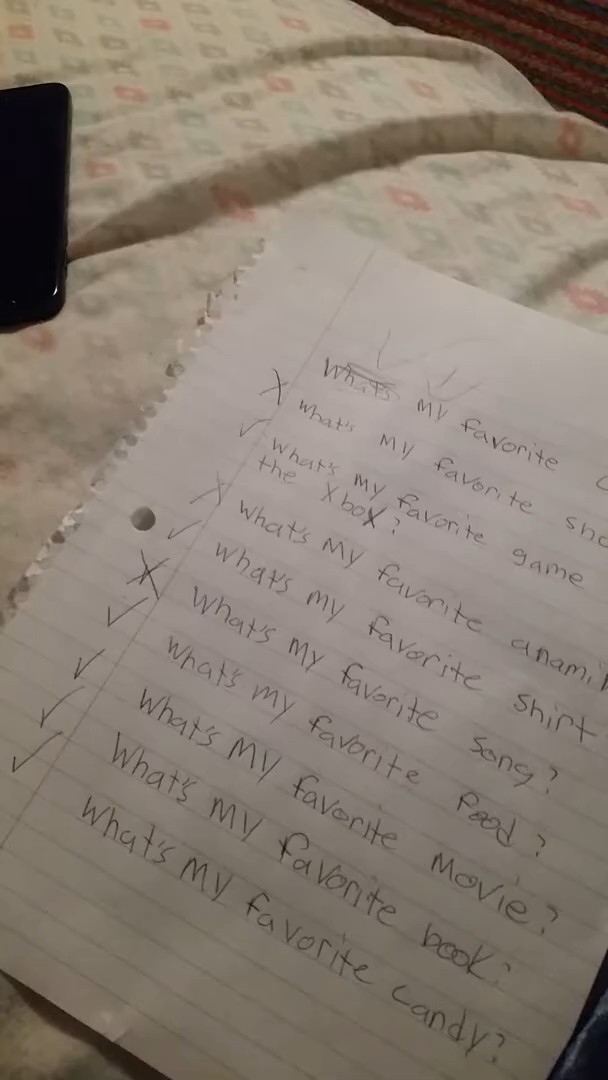 Whats My favorite
What's My favorite
What's My favorite game
the Xbox?
What's My favorite
What's My favorite shirt
What's My favorite song?
What's My favorite food?
What's My favorite Movie?
What's My favorite book?
What's My favorite candy?